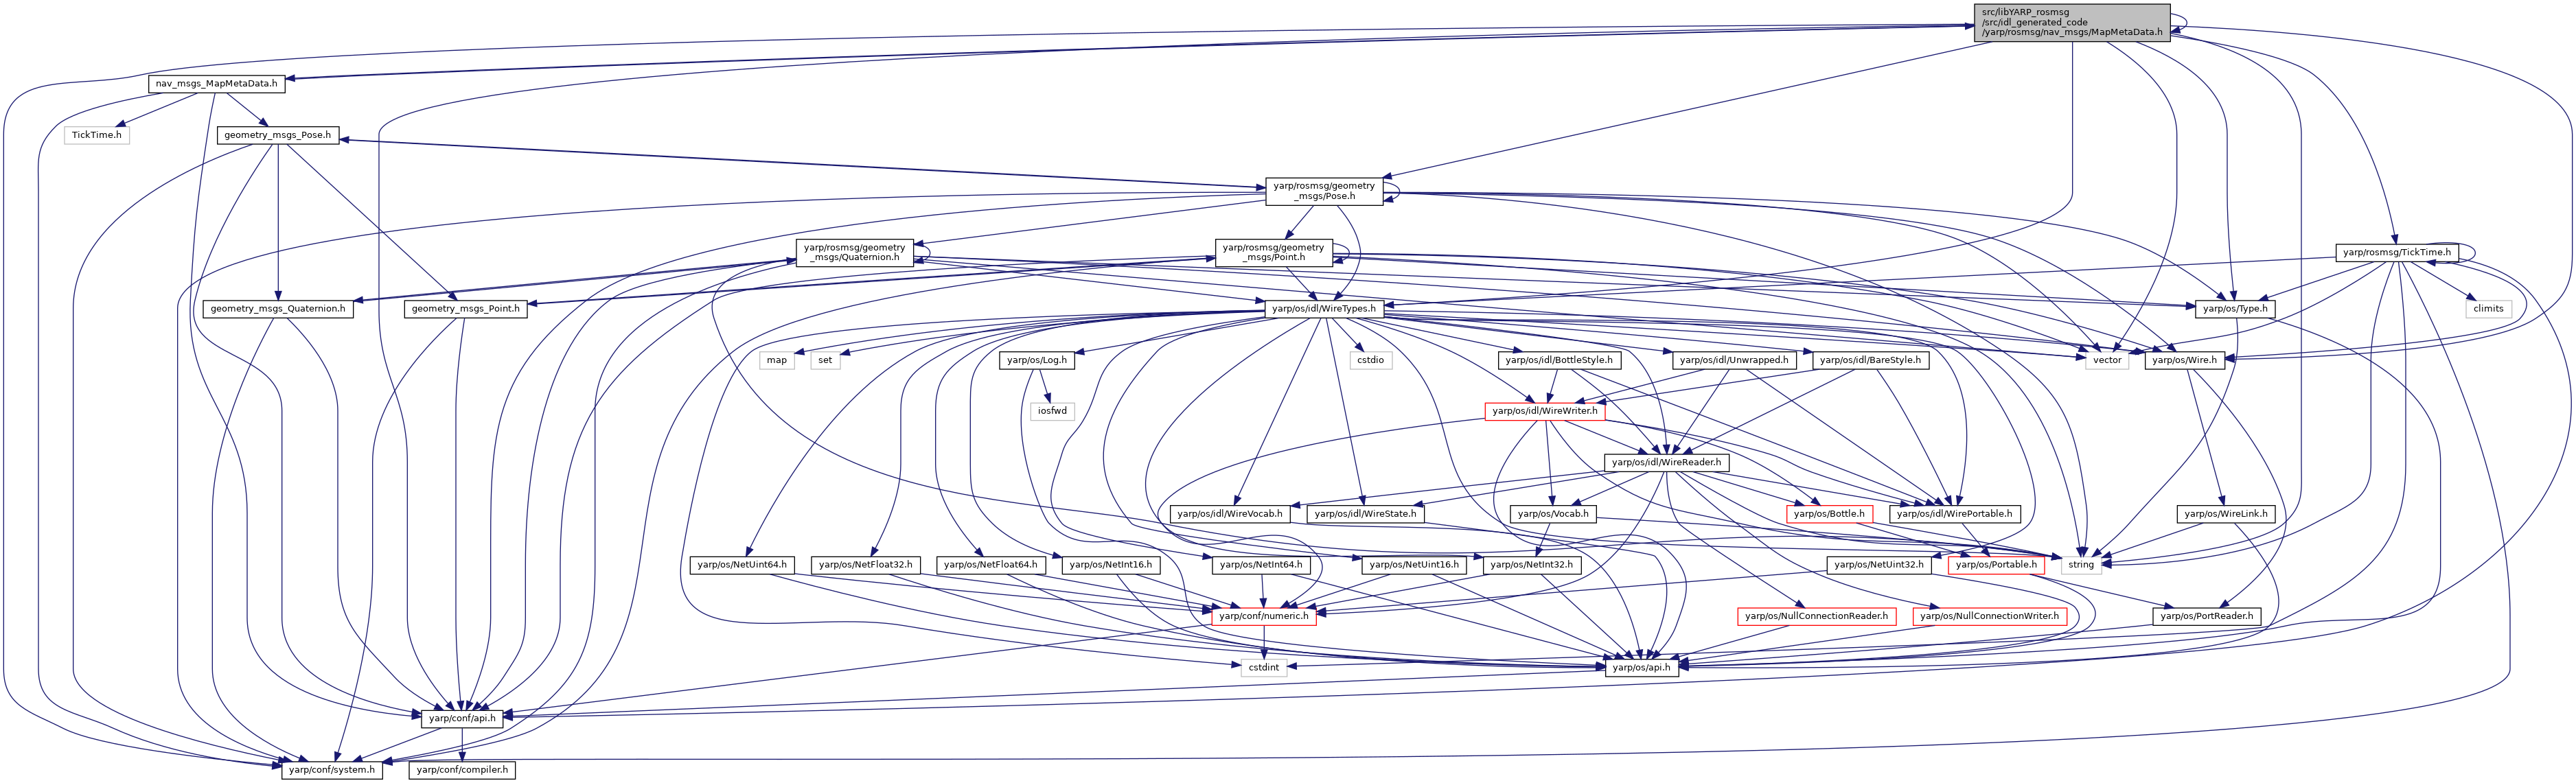 src/libYARP_rosmsg
/src/idl_generated_code
/yarp/rosmsg/nav_msgs/MapMetaData.h
nav_msgs_MapMetaData.h
TickTime.h
geometry_msgs_Pose.h
yarp/rosmsg/geometry
_msgs/Pose.h
yarp/rosmsg/geometry
_msgs/Quaternion.h
yarp/rosmsg/geometry
_msgs/Point.h
yarp/rosmsg/TickTime.h
geometry_msgs_Quaternion.h
geometry_msgs_Point.h
yarp/os/idl/WireTypes.h
yarp/os/Type.h
climits
map
set
yarp/os/Log.h
cstdio
yarp/os/idl/BottleStyle.h
yarp/os/idl/Unwrapped.h
yarp/os/idl/BareStyle.h
vector
yarp/os/Wire.h
iosfwd
yarp/os/idl/WireWriter.h
yarp/os/idl/WireReader.h
yarp/os/idl/WireVocab.h
yarp/os/idl/WireState.h
yarp/os/Vocab.h
yarp/os/Bottle.h
yarp/os/idl/WirePortable.h
yarp/os/WireLink.h
yarp/os/NetUint64.h
yarp/os/NetFloat32.h
yarp/os/NetFloat64.h
yarp/os/NetInt16.h
yarp/os/NetInt64.h
yarp/os/NetUint16.h
yarp/os/NetInt32.h
yarp/os/NetUint32.h
yarp/os/Portable.h
string
yarp/conf/numeric.h
yarp/os/NullConnectionReader.h
yarp/os/NullConnectionWriter.h
yarp/os/PortReader.h
cstdint
yarp/os/api.h
yarp/conf/api.h
yarp/conf/system.h
yarp/conf/compiler.h